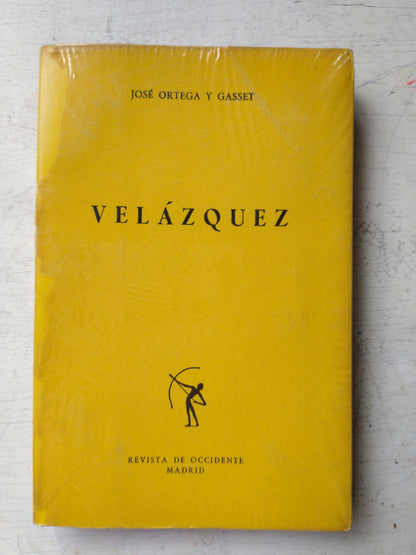 JOSÉ ORTEGA Y GASSET
VELÁZQUEZ
REVISTA DE OCCIDENTE
MADRID